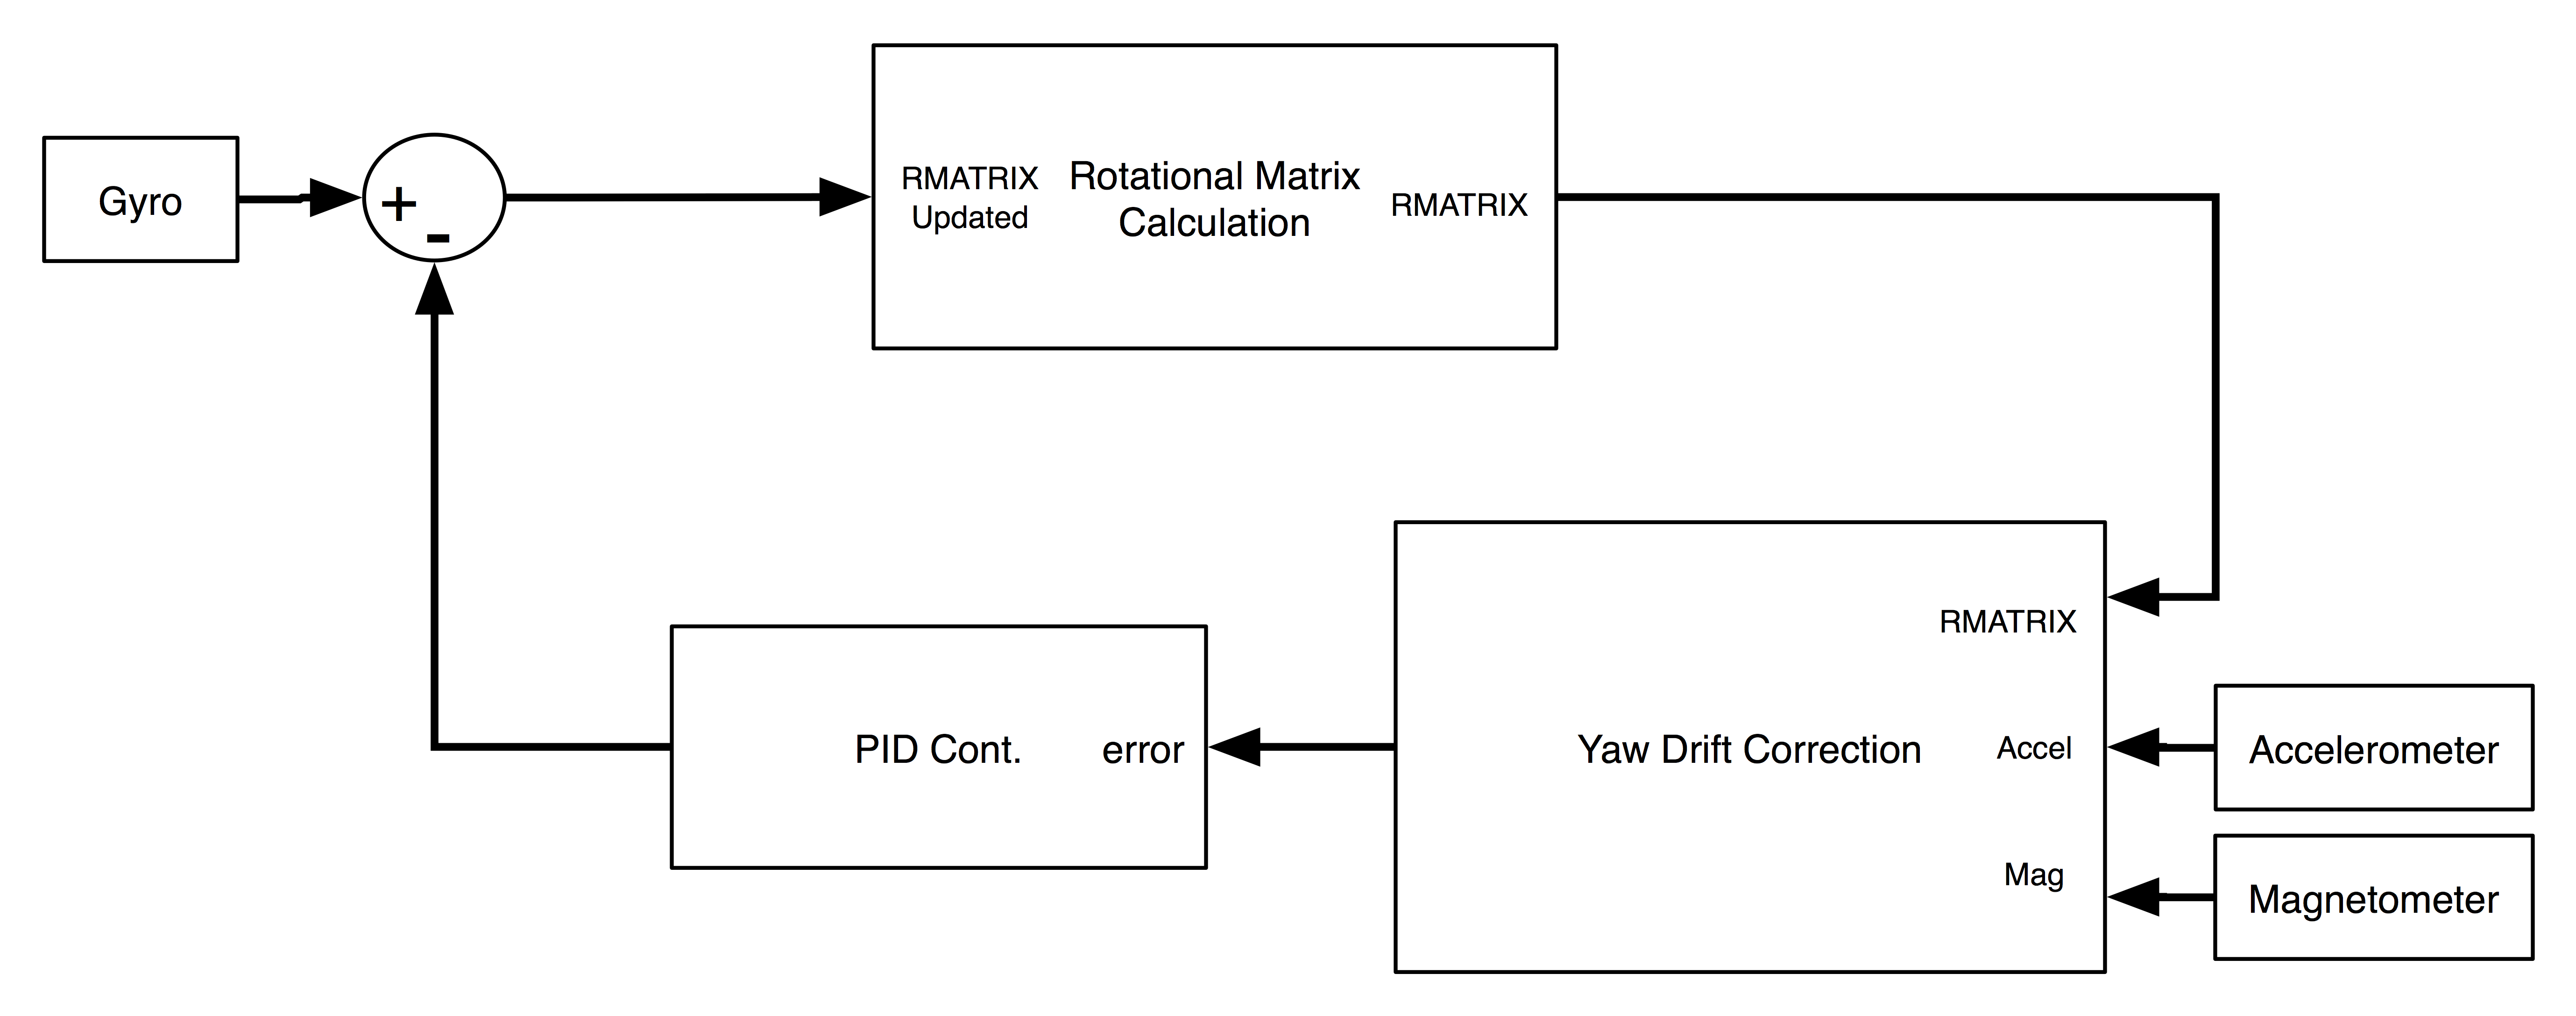 Gyro
+
-
RMATRIX
Updated
Rotational Matrix
Calculation
RMATRIX
RMATRIX
Accel
Mag
Yaw Drift Correction
Accelerometer
Magnetometer
PID Cont.
error